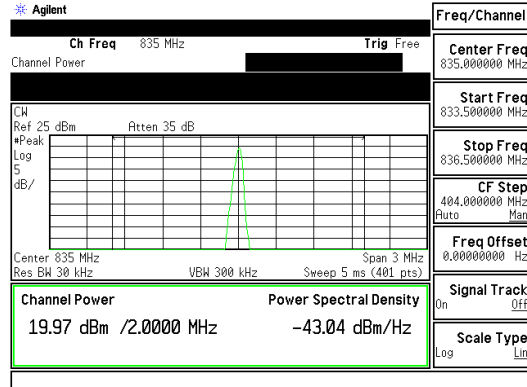 Agilent
Freq/Channel
Ch Freq 835 MHz Trig Free
Channel Power
Center Freq
835.000000 MHz
Start Freq
833.500000 MHz
Stop Freq
836.500000 MHz
CF Step
404.000000 MHz
Auto Man
Freq Offset
0.00000000 Hz
Signal Track
On Off
Scale Type
Log Lin
CW
Ref 25 dBm Atten 35 dB
#Peak
Log
5
dB/
Center 835 MHz Span 3 MHz
Res BW 30 kHz VBW 300 kHz Sweep 5 ms (401 pts)
Channel Power Power Spectral Density
19.97 dBm /2.0000 MHz -43.04 dBm/Hz